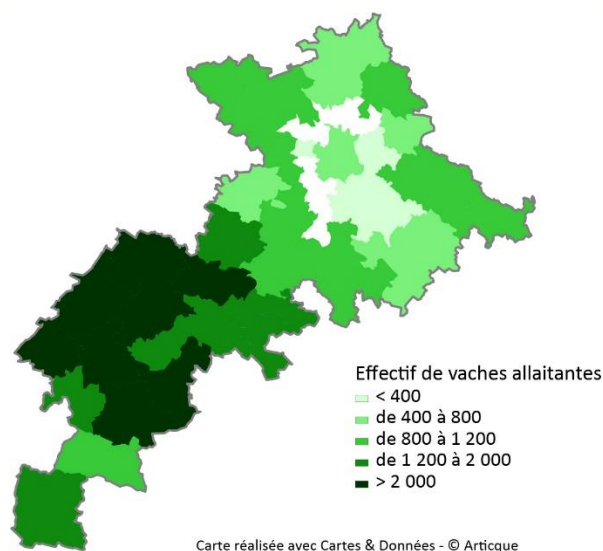 Effectif de vaches allaitantes
< 400
de 400 à 800
de 800 à 1 200
de 1 200 à 2 000
> 2 000
Carte réalisée avec Cartes & Données - © Articque